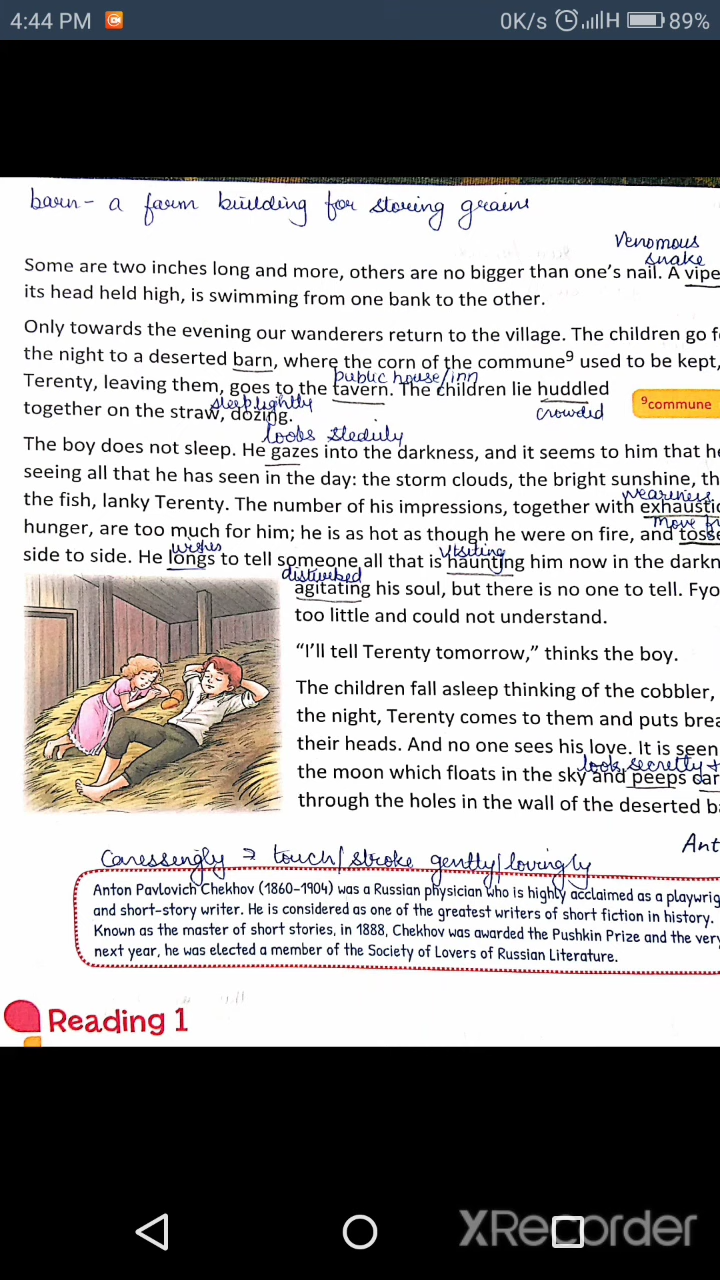 4:44 PM 0K/s H 89%
barn - a farm building for storing grains
Venomous
snake
Some are two inches long and more, others are no bigger than one's nail. A vipe
its head held high, is swimming from one bank to the other.
Only towards the evening our wanderers return to the village. The children go f
the night to a deserted barn, where the corn of the commune⁹ used to be kept,
public house/inn
Terenty, leaving them, goes to the tavern. The children lie huddled
⁹commune
sleep lightly
crowded
together on the straw, dozing.
looks steduly
The boy does not sleep. He gazes into the darkness, and it seems to him that he
seeing all that he has seen in the day: the storm clouds, the bright sunshine, th
weariness
the fish, lanky Terenty. The number of his impressions, together with exhaustio
move fr
hunger, are too much for him; he is as hot as though he were on fire, and tosse
wishes
visiting
side to side. He longs to tell someone all that is haunting him now in the darkn
disturbed
agitating his soul, but there is no one to tell. Fyo
too little and could not understand.
"I'll tell Terenty tomorrow," thinks the boy.
The children fall asleep thinking of the cobbler,
the night, Terenty comes to them and puts brea
their heads. And no one sees his love. It is seen
look secretly
the moon which floats in the sky and peeps dar
through the holes in the wall of the deserted b
Ant
Caressengly → touch/stroke gently/lovingly
Anton Pavlovich Chekhov (1860–1904) was a Russian physician who is highly acclaimed as a playwrig
and short-story writer. He is considered as one of the greatest writers of short fiction in history.
Known as the master of short stories, in 1888, Chekhov was awarded the Pushkin Prize and the very
next year, he was elected a member of the Society of Lovers of Russian Literature.
Reading 1
XRecorder